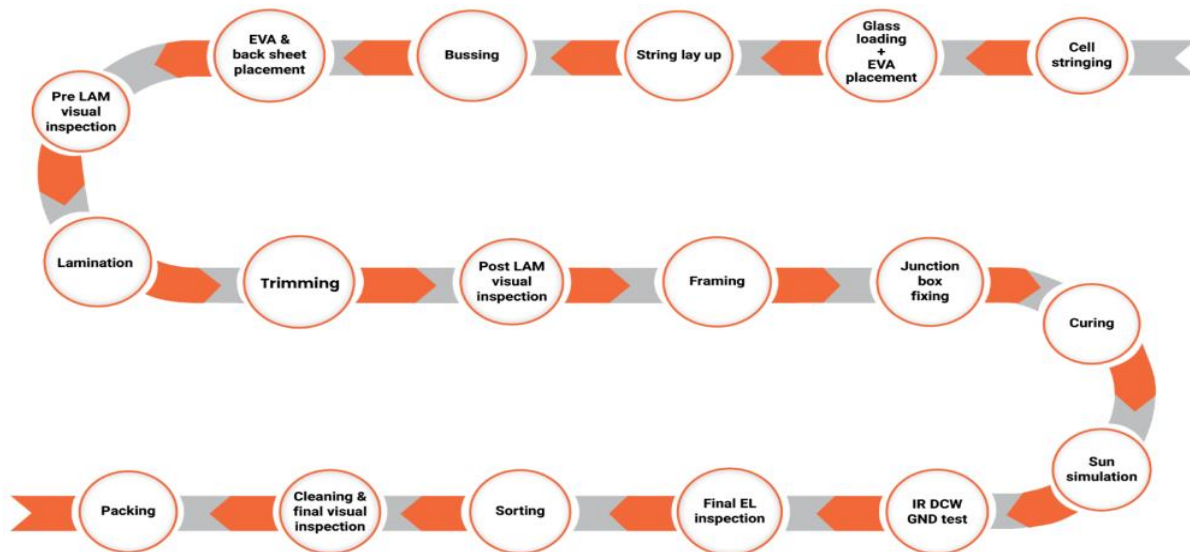 Cell
stringing
Glass
loading
+
EVA
placement
String lay up
Bussing
EVA &
back sheet
placement
Pre LAM
visual
inspection
Lamination
Trimming
Post LAM
visual
inspection
Framing
Junction
box
fixing
Curing
Sun
simulation
IR DCW
GND test
Final EL
inspection
Sorting
Cleaning &
final visual
inspection
Packing